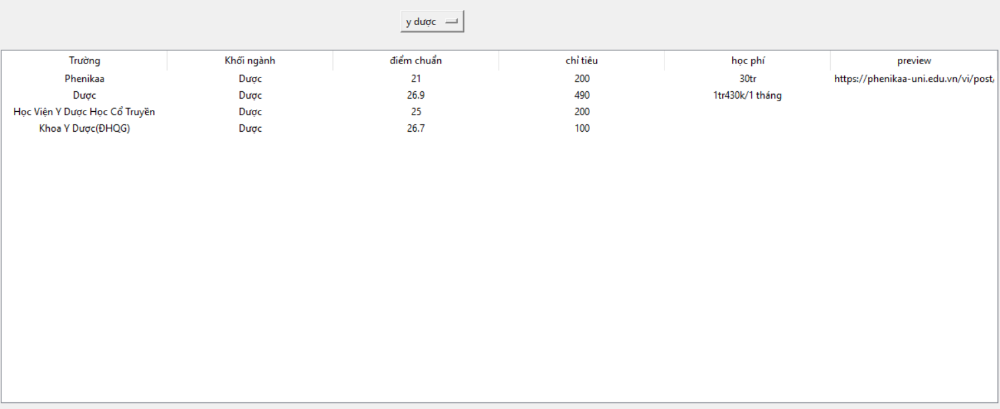 y dược
Trường Khối ngành điểm chuẩn chỉ tiêu học phí preview
Phenikaa Dược 21 200 30tr https://phenikaa-uni.edu.vn/vi/post/
Dược Dược 26.9 490 1tr430k/1 tháng
Học Viện Y Dược Học Cổ Truyền Dược 25 200
Khoa Y Dược(ĐHQG) Dược 26.7 100